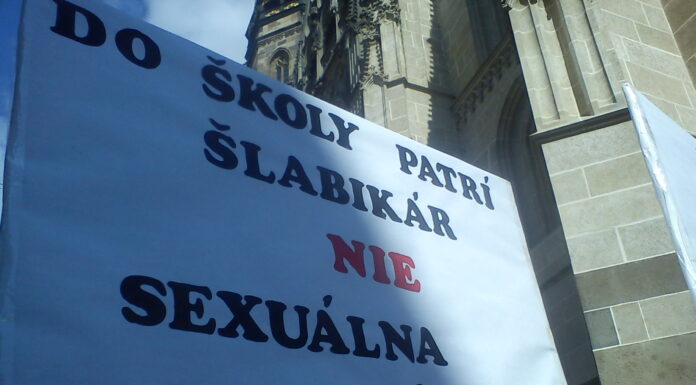 DO ŠKOLY PATRÍ
ŠLABIKÁR
NIE
SEXUÁLNA